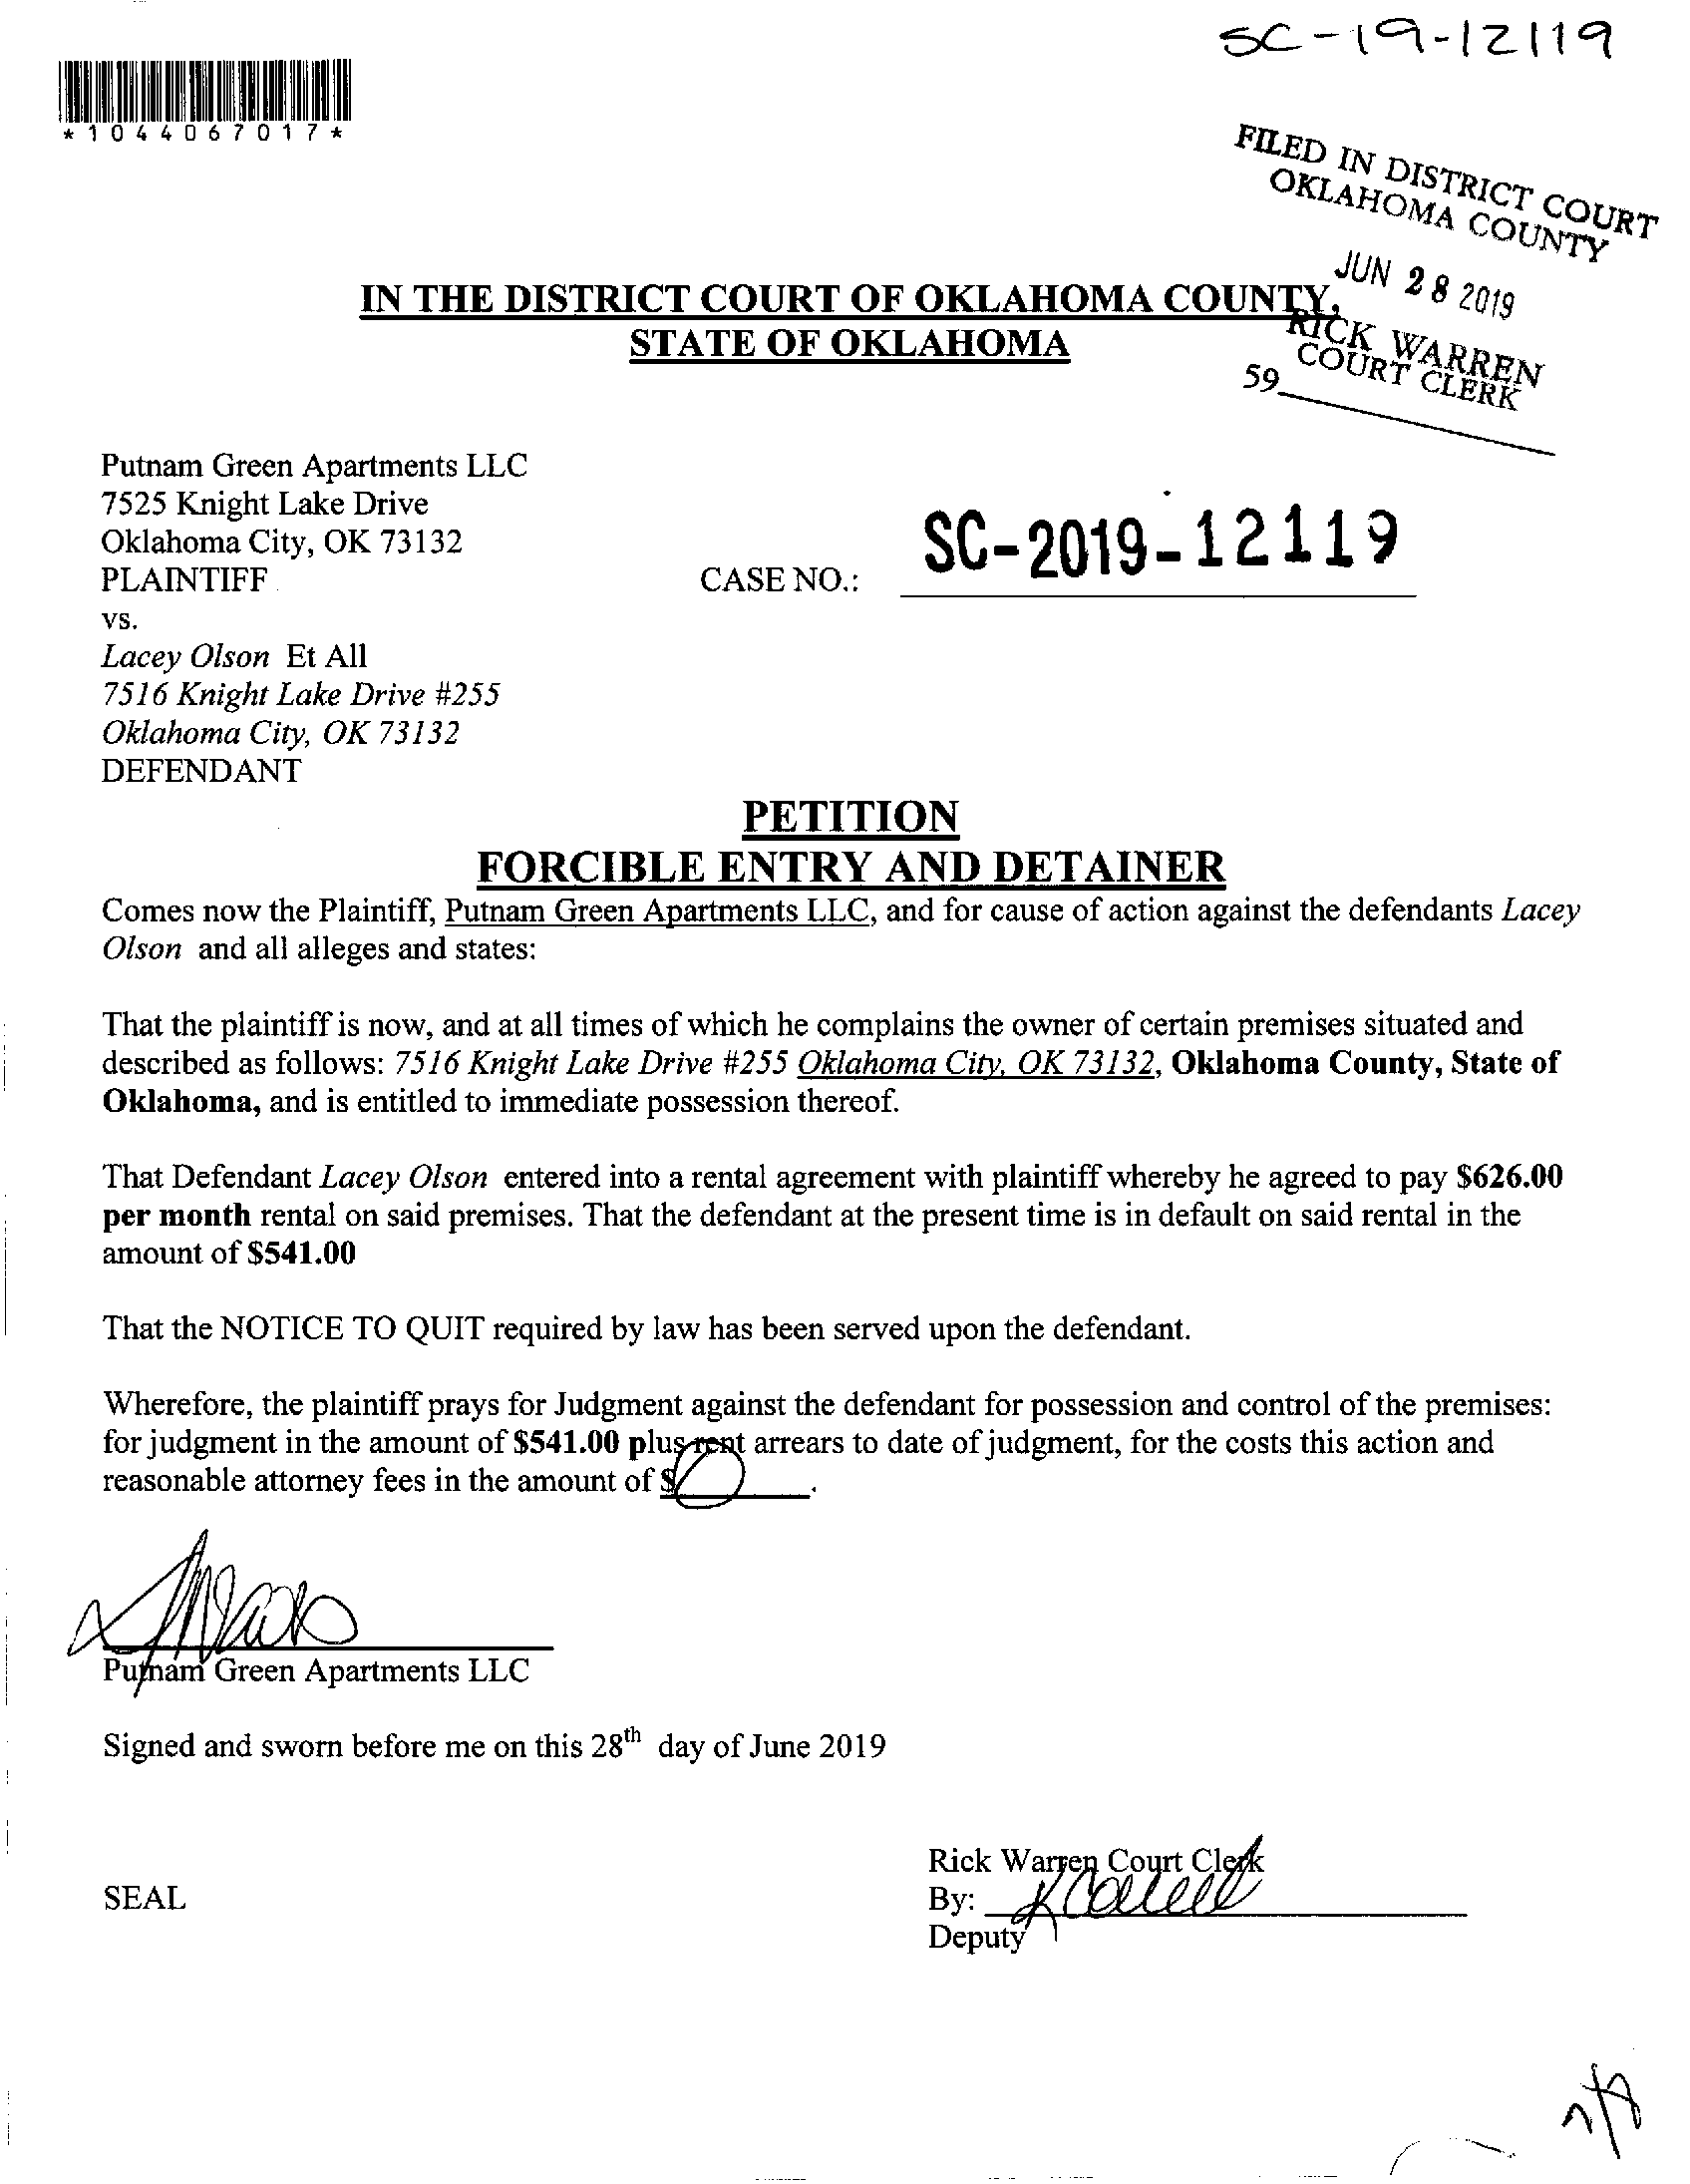 SC-19-12119
*1044067017*
FILED IN DISTRICT COURT
OKLAHOMA COUNTY
JUN 28 2019
RICK WARREN
COURT CLERK
59
IN THE DISTRICT COURT OF OKLAHOMA COUNTY,
STATE OF OKLAHOMA
Putnam Green Apartments LLC
7525 Knight Lake Drive
Oklahoma City, OK 73132
PLAINTIFF
CASE NO.: SC-2019-12119
vs.
Lacey Olson Et All
7516 Knight Lake Drive #255
Oklahoma City, OK 73132
DEFENDANT
PETITION
FORCIBLE ENTRY AND DETAINER
Comes now the Plaintiff, Putnam Green Apartments LLC, and for cause of action against the defendants Lacey
Olson and all alleges and states:
That the plaintiff is now, and at all times of which he complains the owner of certain premises situated and
described as follows: 7516 Knight Lake Drive #255 Oklahoma City, OK 73132, Oklahoma County, State of
Oklahoma, and is entitled to immediate possession thereof.
That Defendant Lacey Olson entered into a rental agreement with plaintiff whereby he agreed to pay $626.00
per month rental on said premises. That the defendant at the present time is in default on said rental in the
amount of $541.00
That the NOTICE TO QUIT required by law has been served upon the defendant.
Wherefore, the plaintiff prays for Judgment against the defendant for possession and control of the premises:
for judgment in the amount of $541.00 plus rent arrears to date of judgment, for the costs this action and
reasonable attorney fees in the amount of $0.
Putnam Green Apartments LLC
Signed and sworn before me on this 28th day of June 2019
Rick Warren Court Clerk
SEAL
By:
Deputy